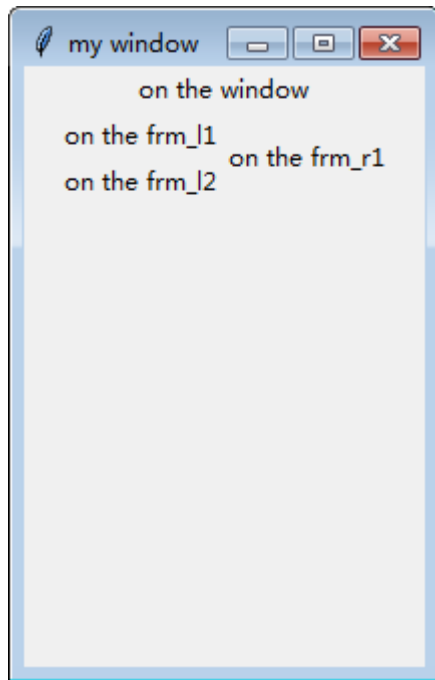 my window
on the window
on the frm_l1
on the frm_r1
on the frm_l2